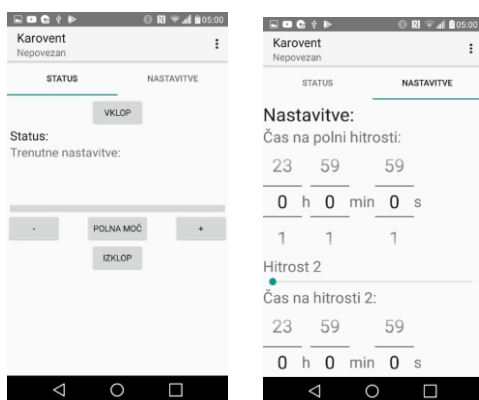 05:00
Karovent
Nepovezan
STATUS NASTAVITVE
VKLOP
Status:
Trenutne nastavitve:
- POLNA MOČ +
IZKLOP
05:00
Karovent
Nepovezan
STATUS NASTAVITVE
Nastavitve:
Čas na polni hitrosti:
23 59 59
0 h 0 min 0 s
1 1 1
Hitrost 2
Čas na hitrosti 2:
23 59 59
0 h 0 min 0 s